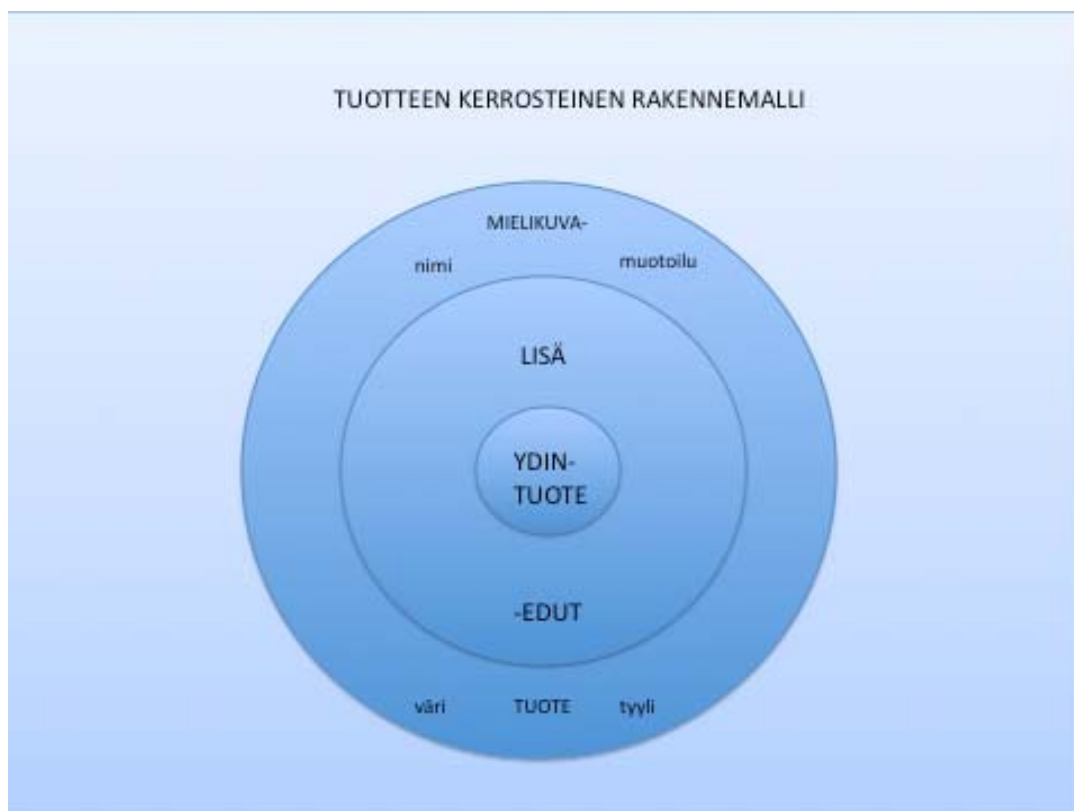 TUOTTEEN KERROSTEINEN RAKENNEMALLI
MIELIKUVA-
nimi muotoilu
LISÄ
YDIN-
TUOTE
-EDUT
väri TUOTE tyyli